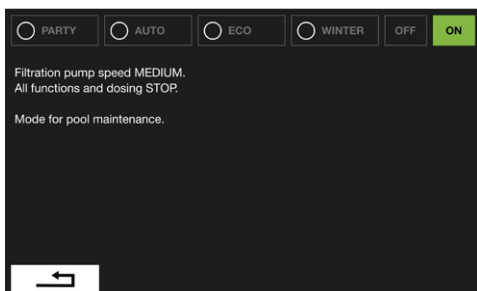 PARTY AUTO ECO WINTER OFF ON
Filtration pump speed MEDIUM.
All functions and dosing STOP.
Mode for pool maintenance.